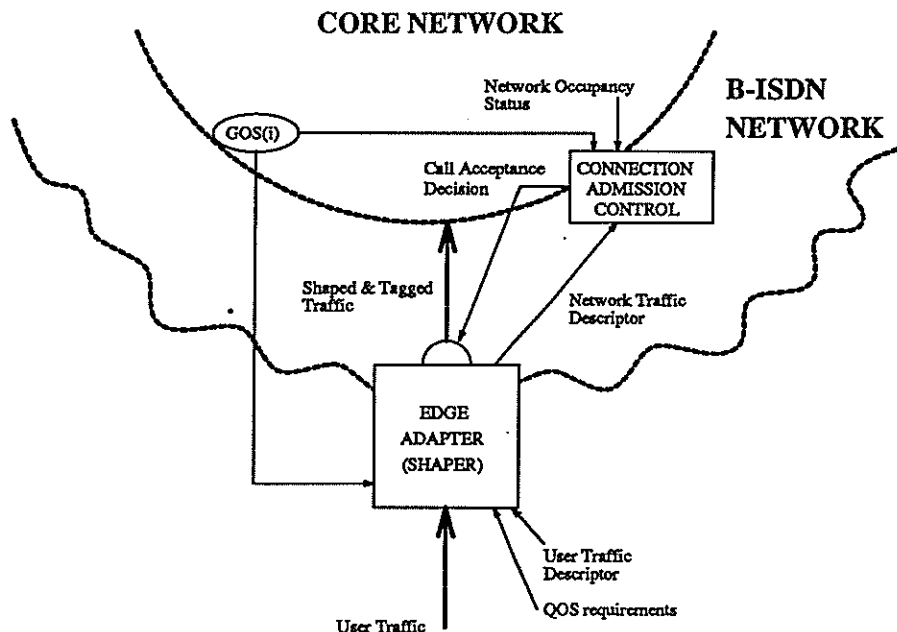 CORE NETWORK
Network Occupancy
Status
B-ISDN
NETWORK
GOS(i)
Call Acceptance
Decision
CONNECTION
ADMISSION
CONTROL
Shaped & Tagged
Traffic
Network Traffic
Descriptor
EDGE
ADAPTER
(SHAPER)
User Traffic
Descriptor
QOS requirements
User Traffic